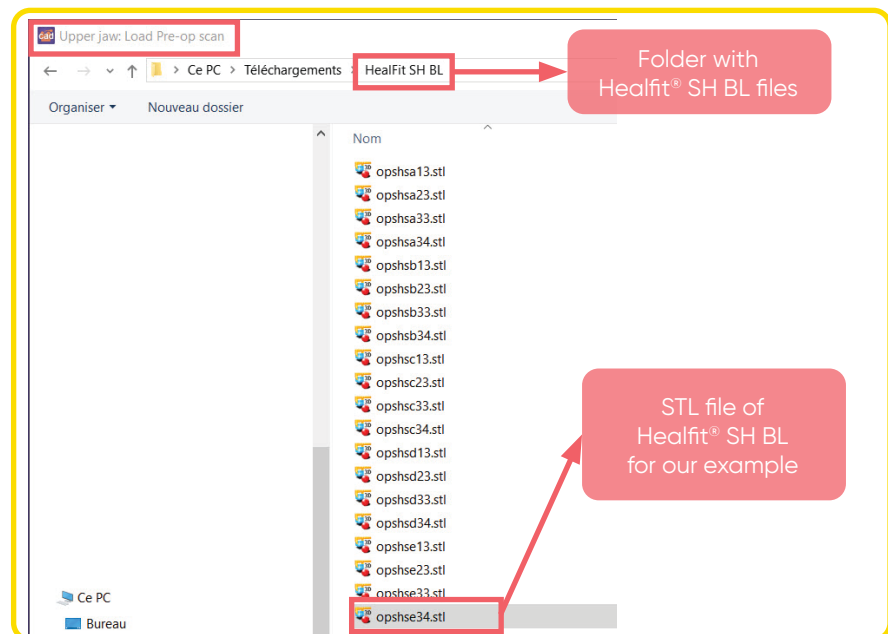 cad Upper jaw: Load Pre-op scan
← → ↑ > Ce PC > Téléchargements > HealFit SH BL
Folder with
Healfit® SH BL files
Organiser Nouveau dossier
Nom
opshsa13.stl
opshsa23.stl
opshsa33.stl
opshsa34.stl
opshsb13.stl
opshsb23.stl
opshsb33.stl
opshsb34.stl
opshsc13.stl
opshsc23.stl
opshsc33.stl
opshsc34.stl
opshsd13.stl
opshsd23.stl
opshsd33.stl
opshsd34.stl
opshse13.stl
opshse23.stl
opshse33.stl
opshse34.stl
STL file of
Healfit® SH BL
for our example
Ce PC
Bureau